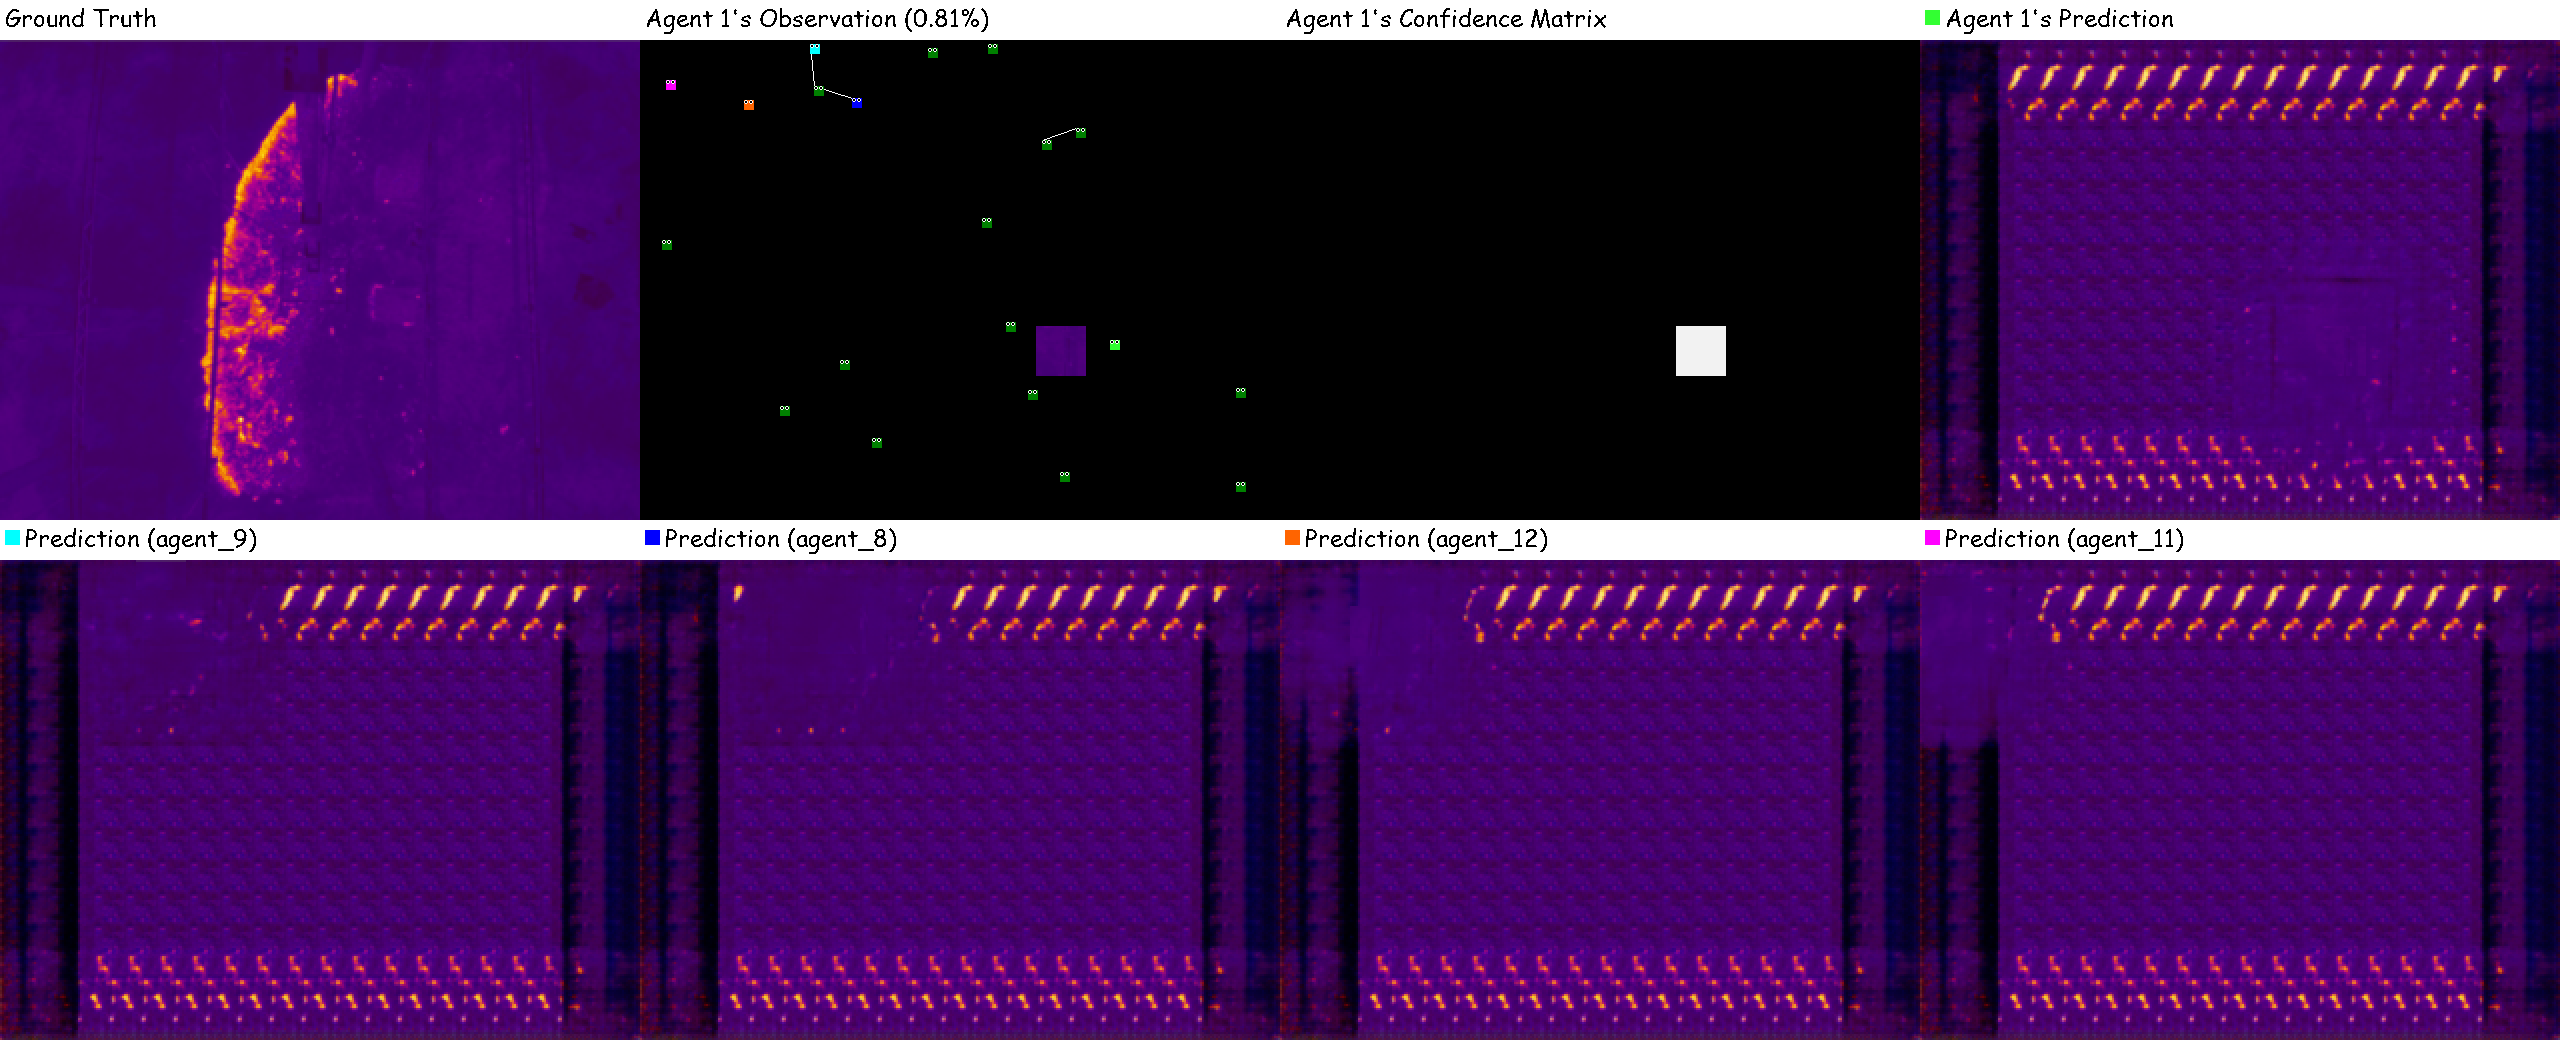 Ground Truth
Agent 1's Observation (0.81%)
Agent 1's Confidence Matrix
Agent 1's Prediction
Prediction (agent_9)
Prediction (agent_8)
Prediction (agent_12)
Prediction (agent_11)